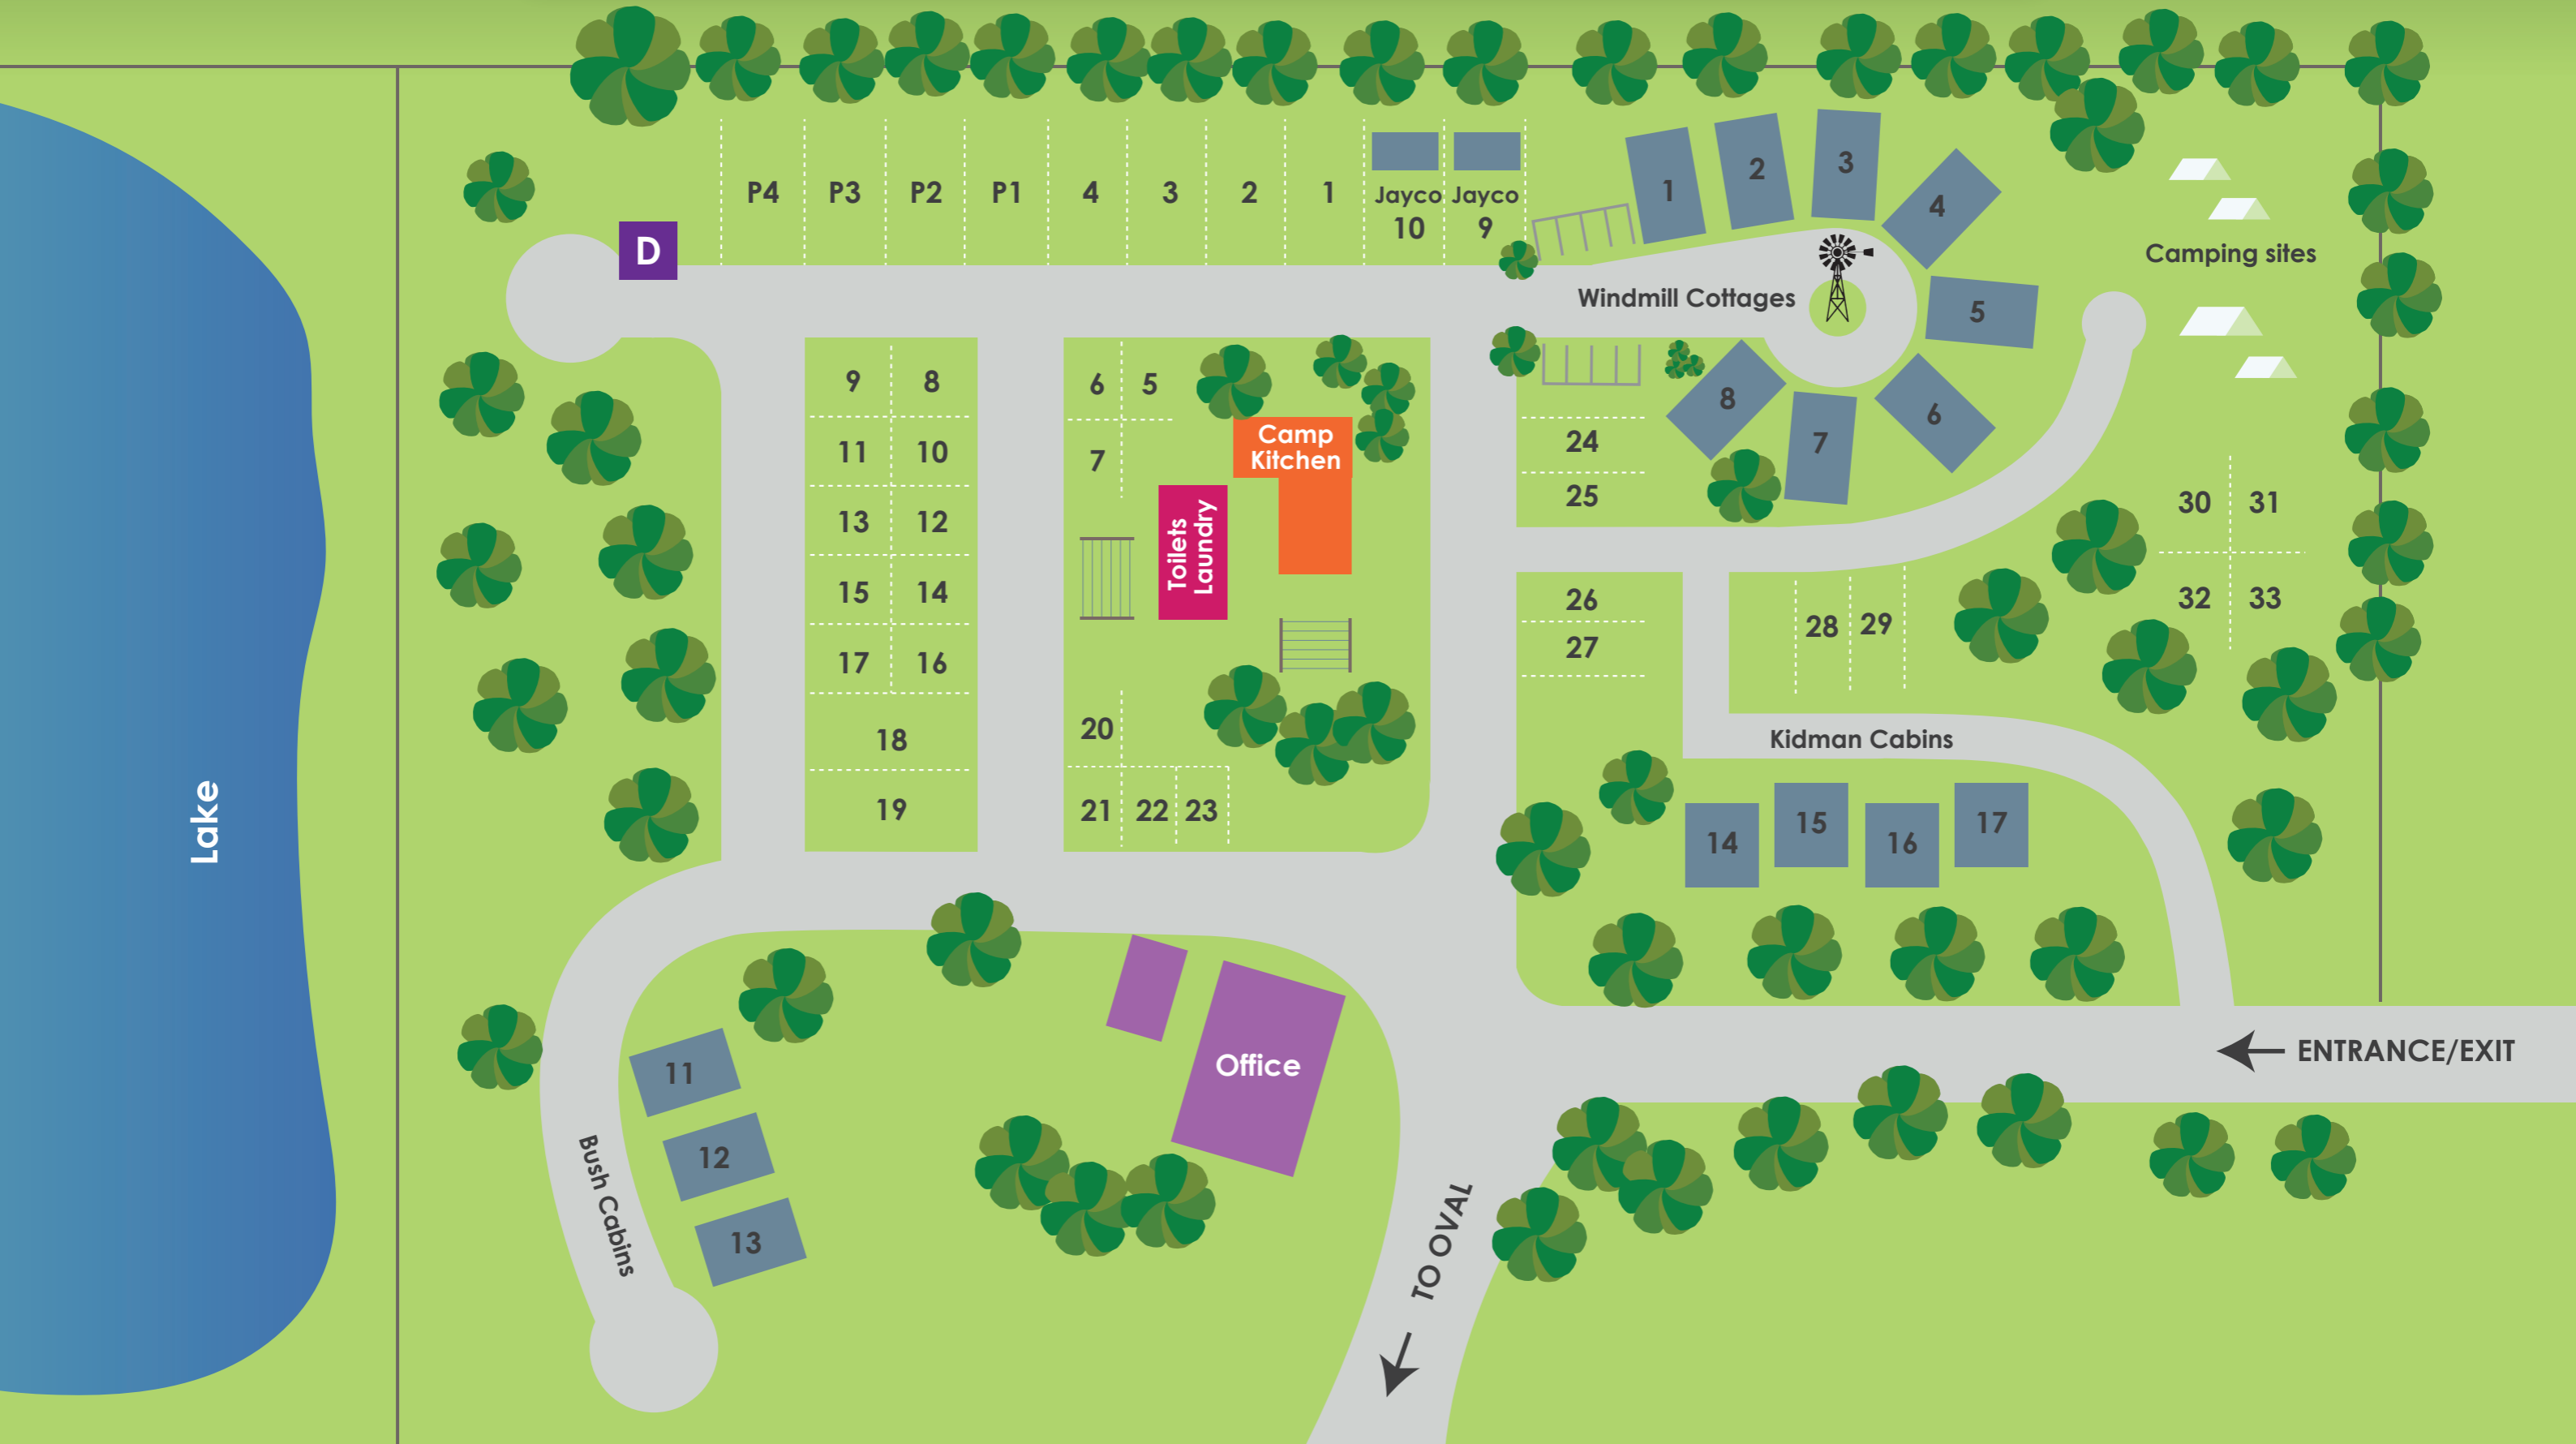 P4
P3
P2
P1
4
3
2
1
Jayco
10
Jayco
9
D
1
2
3
4
5
6
7
8
Windmill Cottages
Camping sites
9
8
11
10
13
12
15
14
17
16
18
19
6
5
7
Camp
Kitchen
Toilets
Laundry
20
21
22
23
24
25
26
27
28
29
30
31
32
33
Kidman Cabins
14
15
16
17
Lake
Office
ENTRANCE/EXIT
11
12
13
Bush Cabins
TO OVAL